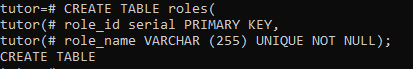 tutor=# CREATE TABLE roles(
tutor(# role_id serial PRIMARY KEY,
tutor(# role_name VARCHAR (255) UNIQUE NOT NULL);
CREATE TABLE